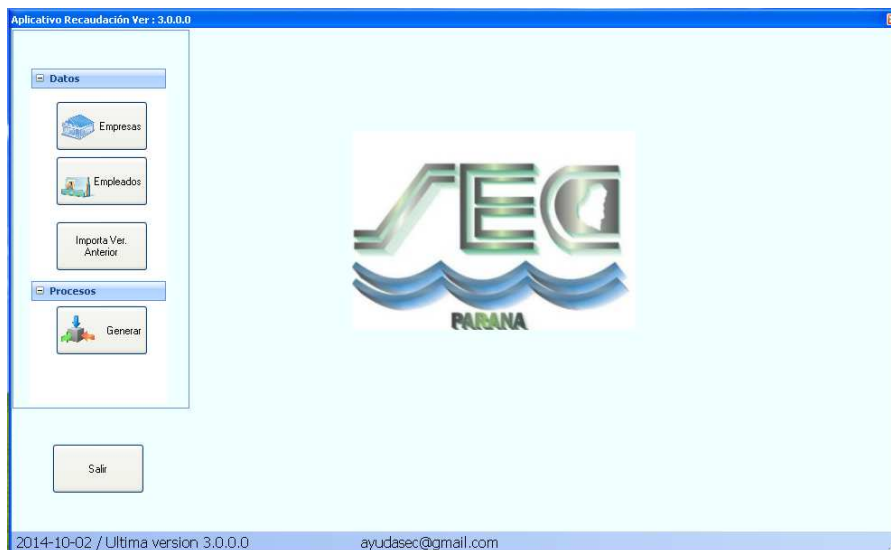 Aplicativo Recaudación Ver : 3.0.0.0
Datos
Empresas
Empleados
Importa Ver.
Anterior
Procesos
Generar
Salir
SEC
PARANA
2014-10-02 / Ultima version 3.0.0.0
ayudasec@gmail.com